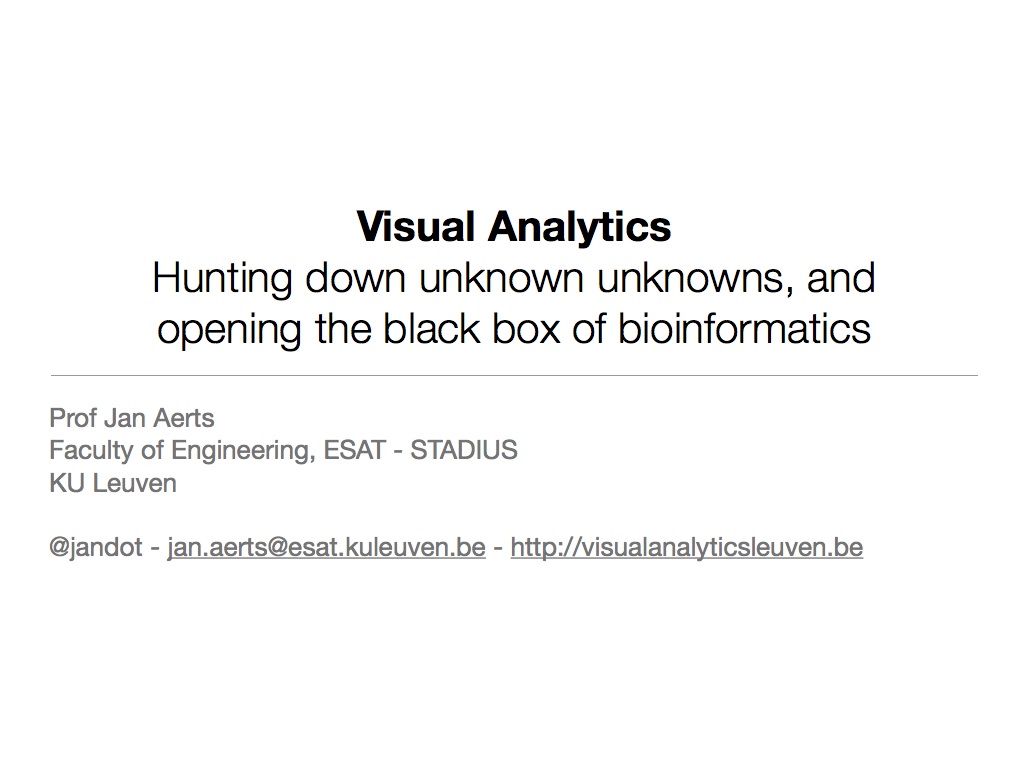 Visual Analytics
Hunting down unknown unknowns, and
opening the black box of bioinformatics
Prof Jan Aerts
Faculty of Engineering, ESAT - STADIUS
KU Leuven
@jandot - jan.aerts@esat.kuleuven.be - http://visualanalyticsleuven.be